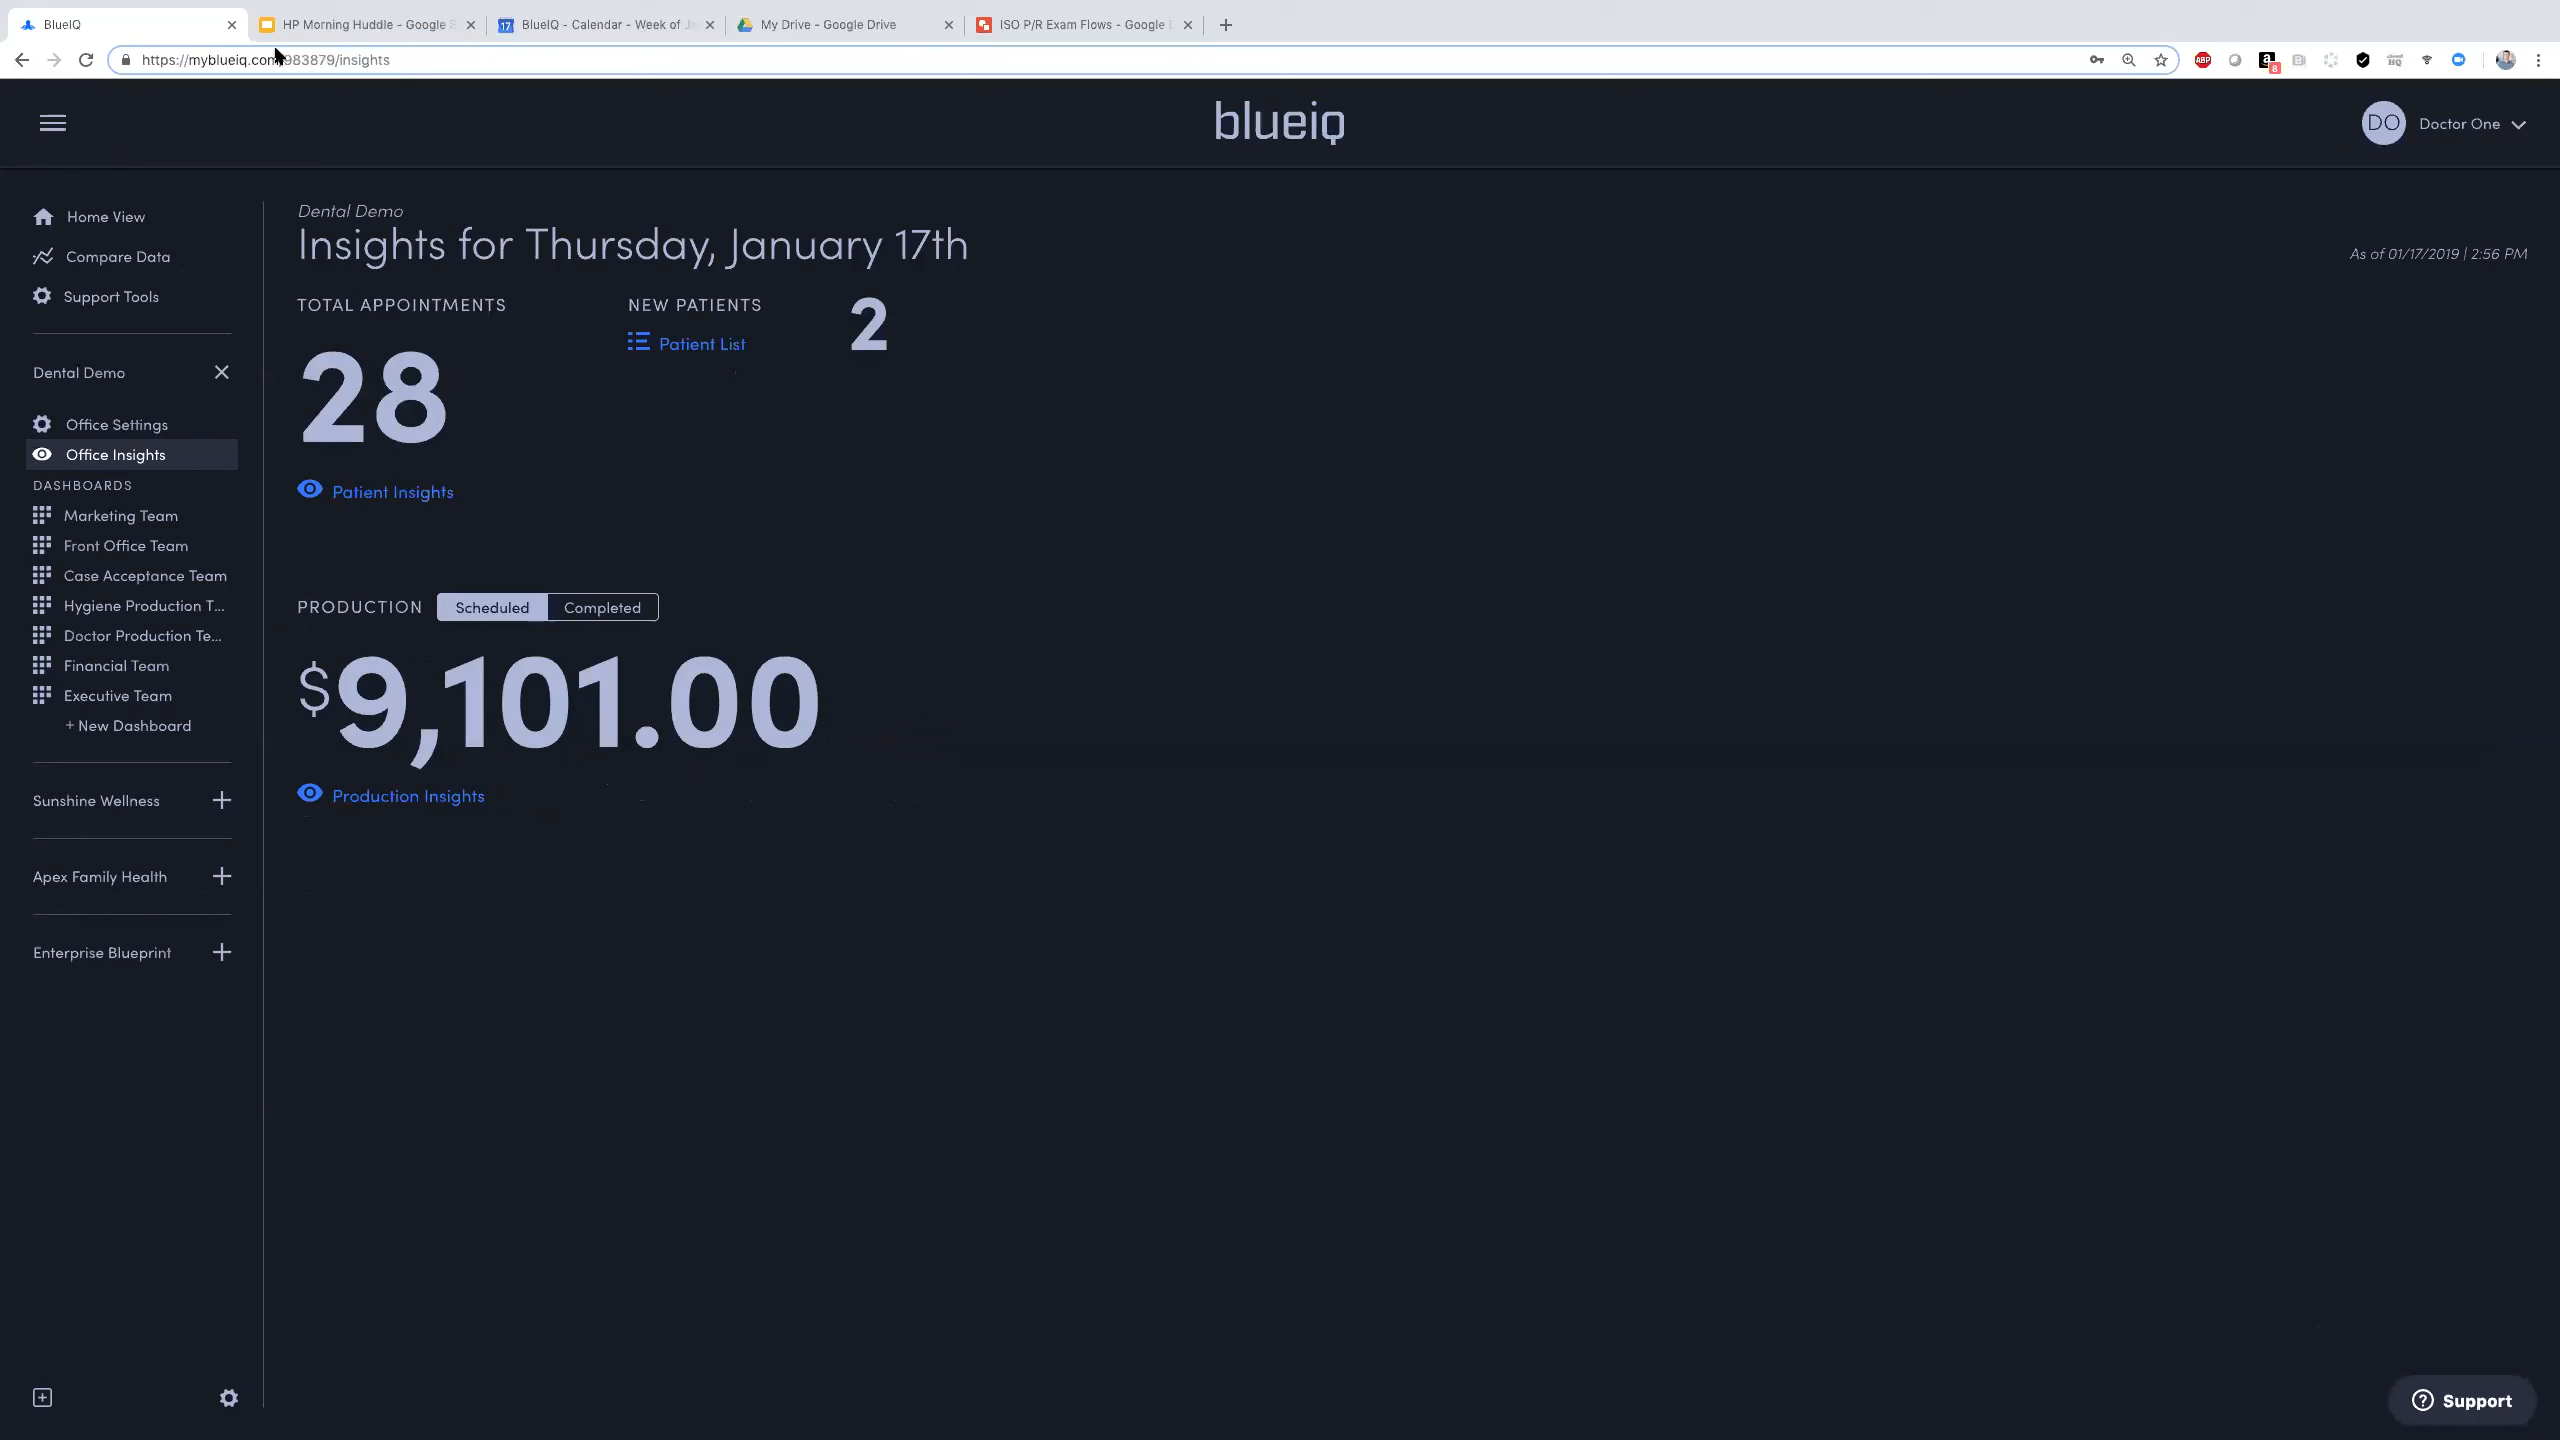 BlueIQ
HP Morning Huddle - Google S
BlueIQ - Calendar - Week of
My Drive - Google Drive
ISO P/R Exam Flows - Google
https://myblueiq.com 983879/insights
blueiq
DO
Doctor One
Home View
Compare Data
Support Tools
Dental Demo
Office Settings
Office Insights
DASHBOARDS
Marketing Team
Front Office Team
Case Acceptance Team
Hygiene Production T...
Doctor Production Te...
Financial Team
Executive Team
+ New Dashboard
Sunshine Wellness
Apex Family Health
Enterprise Blueprint
Dental Demo
Insights for Thursday, January 17th
As of 01/17/2019 | 2:56 PM
TOTAL APPOINTMENTS
28
Patient Insights
NEW PATIENTS
Patient List
2
PRODUCTION
Scheduled
Completed
$9,101.00
Production Insights
Support